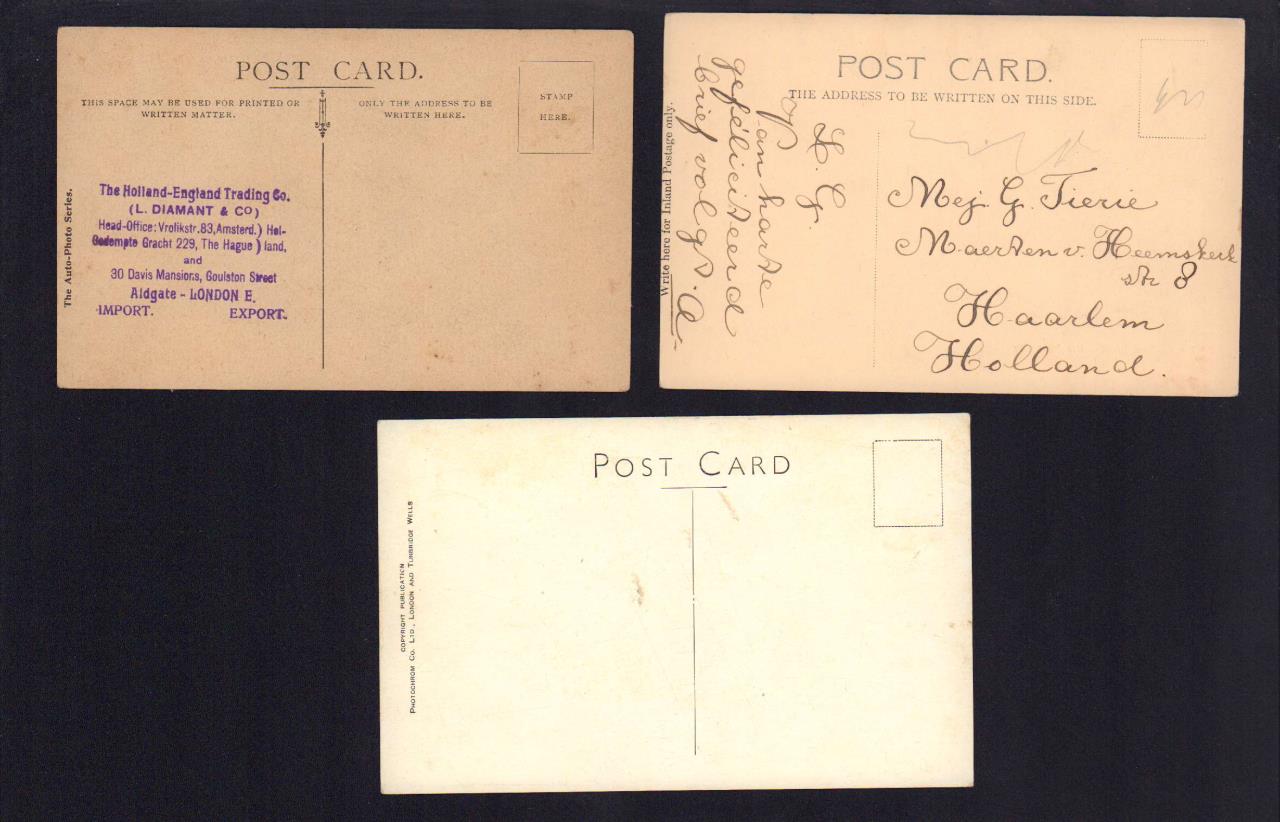 POST CARD.
THIS SPACE MAY BE USED FOR PRINTED OR
WRITTEN MATTER.
ONLY THE ADDRESS TO BE
WRITTEN HERE.
STAMP
HERE.
The Auto-Photo Series.
The Holland-England Trading Co.
(L. DIAMANT & CO)
Head-Office: Vrolikstr. 83, Amsterd.) Hol-
Gedempte Gracht 229, The Hague ) land,
and
30 Davis Mansions, Goulston Street
Aldgate - LONDON E.
IMPORT. EXPORT.
POST CARD.
THE ADDRESS TO BE WRITTEN ON THIS SIDE.
Write here for Inland Postage only.
L. G.
Van harte
gefeliciteerd
brief volgt. A.
Mej. G. Tierie
Maerten v. Heemskerk
str 8
Haarlem
Holland.
POST CARD
COPYRIGHT PUBLICATION
PHOTOCHROM CO. LTD., LONDON AND TUNBRIDGE WELLS